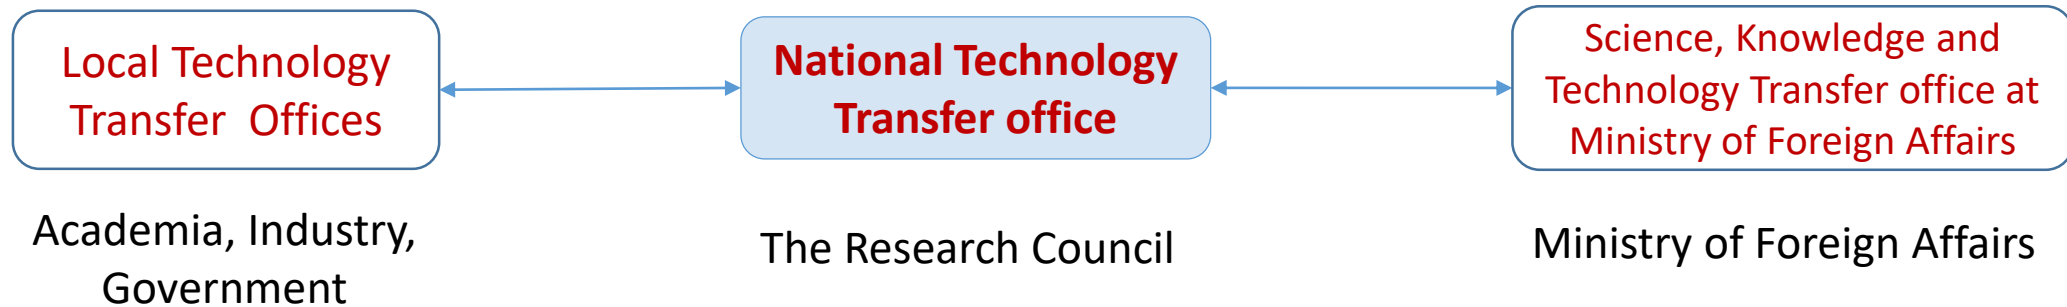 Local Technology
Transfer Offices
National Technology
Transfer office
Science, Knowledge and
Technology Transfer office at
Ministry of Foreign Affairs
Academia, Industry,
Government
The Research Council
Ministry of Foreign Affairs